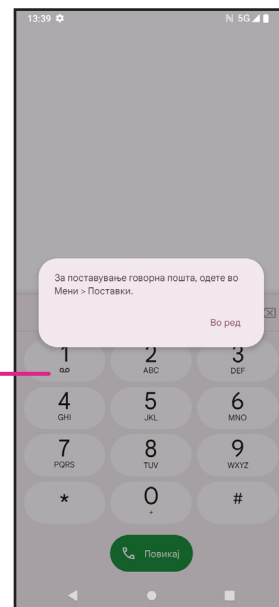 13:39 5G
За поставување говорна пошта, одете во
Мени > Поставки.
Во ред
1 2 3
ABC DEF
4 5 6
GHI JKL MNO
7 8 9
PQRS TUV WXYZ
* 0 #
+
Повикај